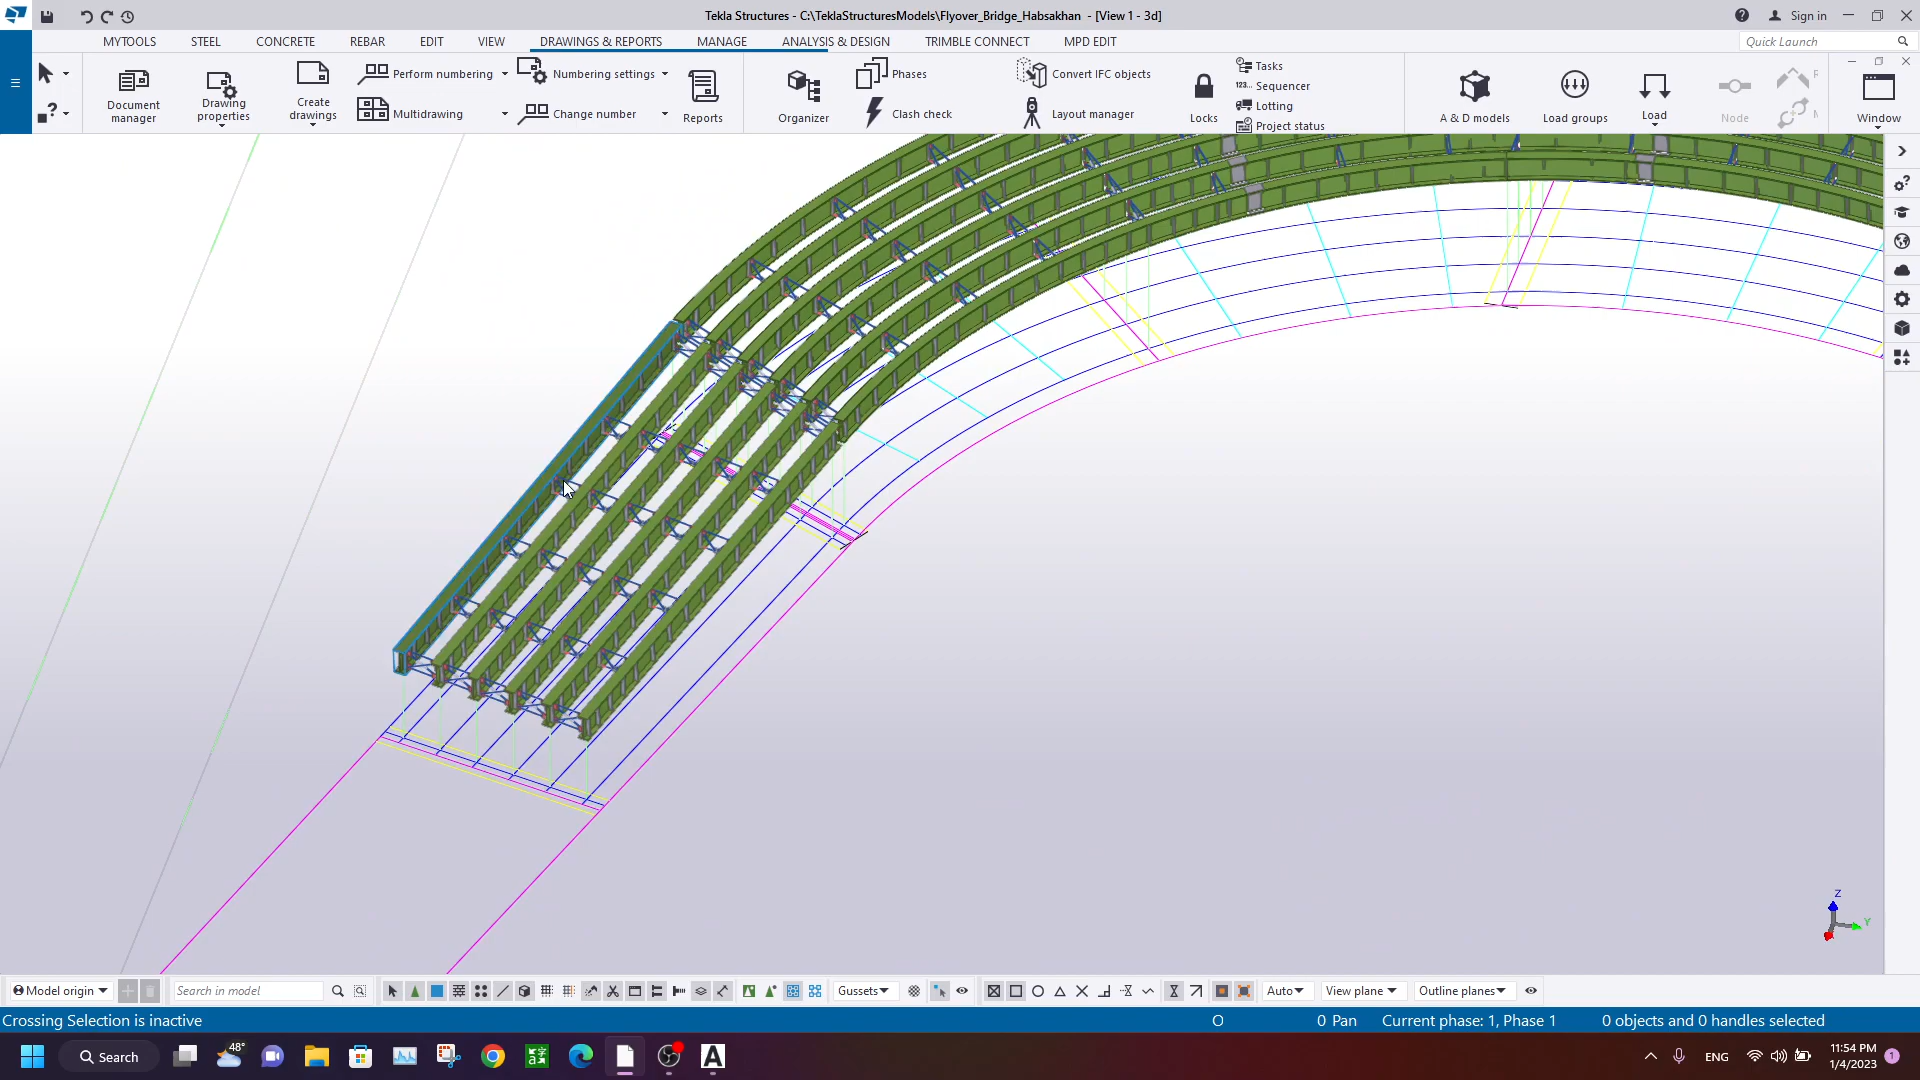 Tekla Structures - C:\TeklaStructuresModels\Flyover_Bridge_Habsakhan - [View 1 - 3d]
Sign in
MYTOOLS STEEL CONCRETE REBAR EDIT VIEW DRAWINGS & REPORTS MANAGE ANALYSIS & DESIGN TRIMBLE CONNECT MPD EDIT
Quick Launch
Document manager
Drawing properties
Create drawings
Perform numbering
Multidrawing
Numbering settings
Change number
Reports
Organizer
Phases
Clash check
Convert IFC objects
Layout manager
Locks
Tasks
Sequencer
Lotting
Project status
A & D models
Load groups
Load
Node
Window
Z
Y
Model origin
Search in model
Gussets
Auto
View plane
Outline planes
Crossing Selection is inactive
O
0 Pan
Current phase: 1, Phase 1
0 objects and 0 handles selected
Search
48°
ENG
11:54 PM
1/4/2023
1